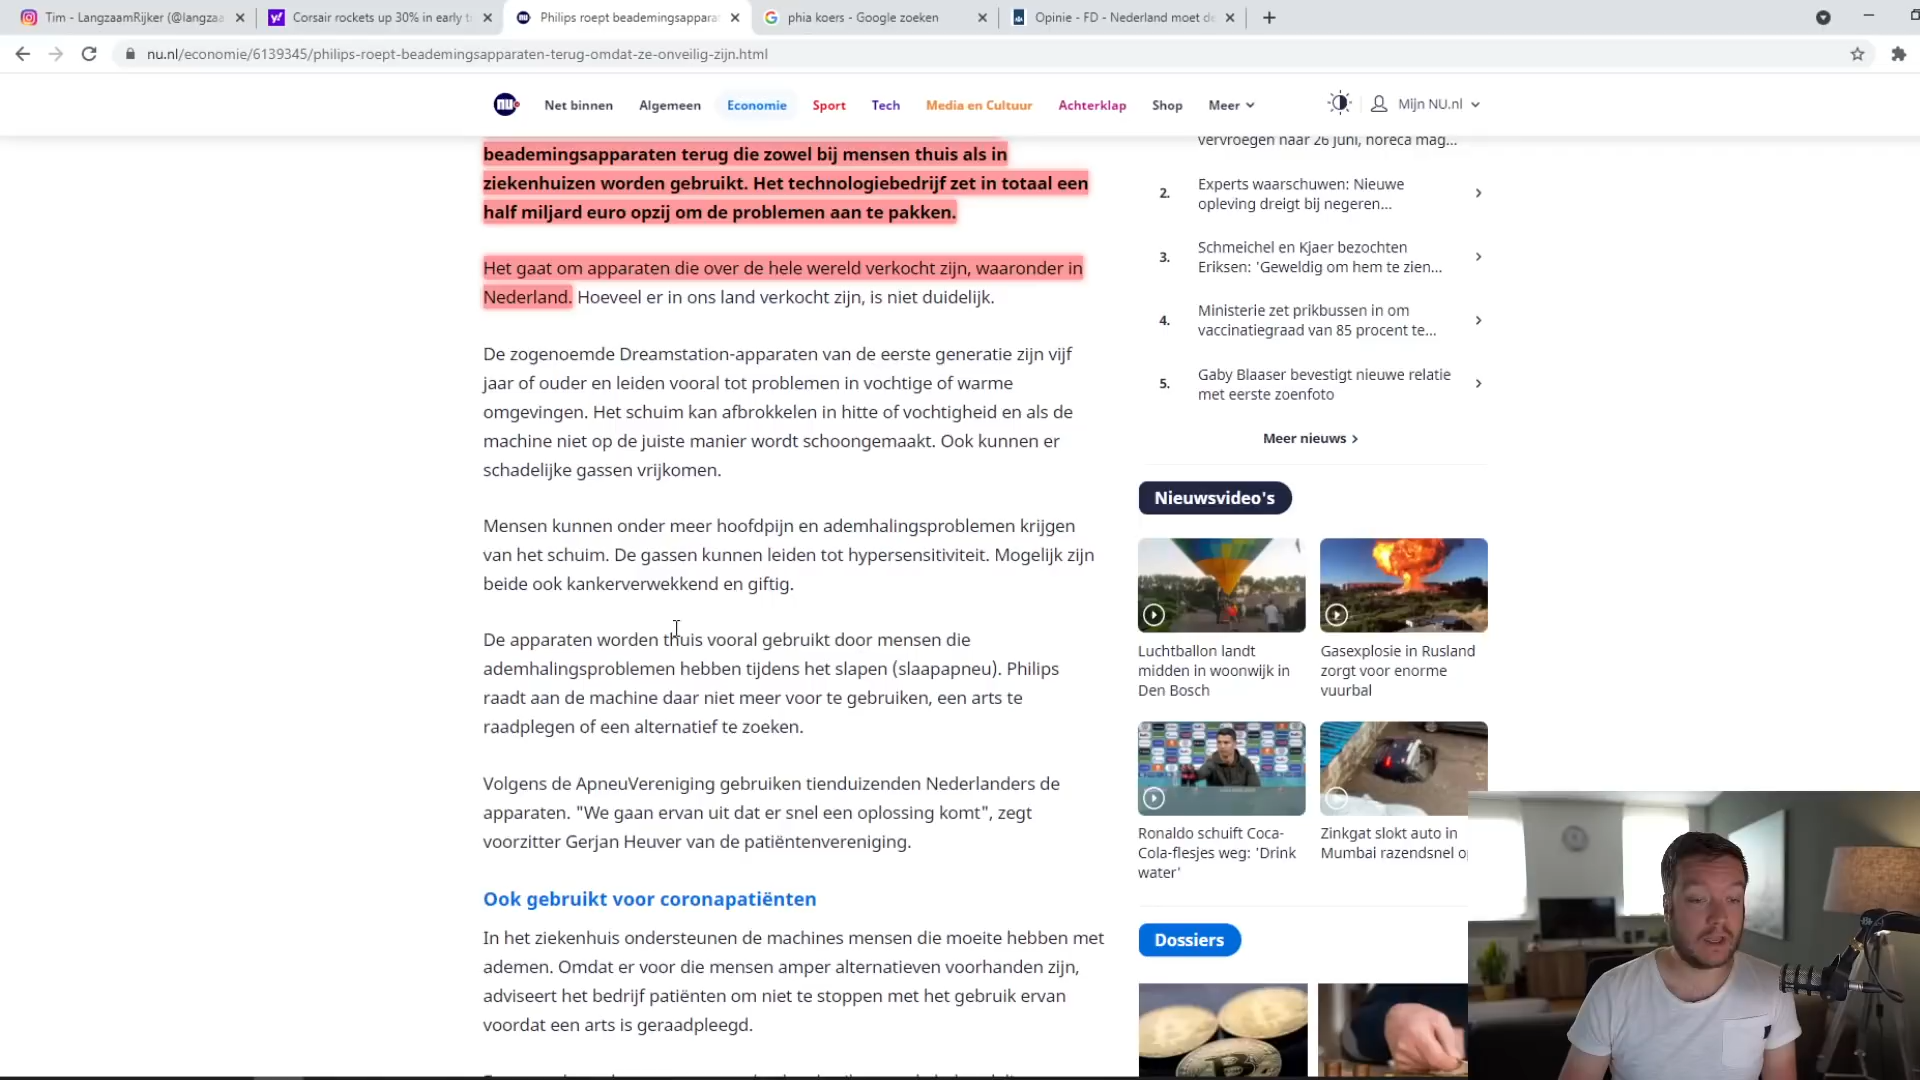 Tim - LangzaamRijker (@langzaa
Corsair rockets up 30% in early t
Philips roept beademingsappara
phia koers - Google zoeken
Opinie - FD - Nederland moet de
nu.nl/economie/6139345/philips-roept-beademingsapparaten-terug-omdat-ze-onveilig-zijn.html
nu
Net binnen
Algemeen
Economie
Sport
Tech
Media en Cultuur
Achterklap
Shop
Meer
Mijn NU.nl
beademingsapparaten terug die zowel bij mensen thuis als in
ziekenhuizen worden gebruikt. Het technologiebedrijf zet in totaal een
half miljard euro opzij om de problemen aan te pakken.
Het gaat om apparaten die over de hele wereld verkocht zijn, waaronder in
Nederland. Hoeveel er in ons land verkocht zijn, is niet duidelijk.
De zogenoemde Dreamstation-apparaten van de eerste generatie zijn vijf
jaar of ouder en leiden vooral tot problemen in vochtige of warme
omgevingen. Het schuim kan afbrokkelen in hitte of vochtigheid en als de
machine niet op de juiste manier wordt schoongemaakt. Ook kunnen er
schadelijke gassen vrijkomen.
Mensen kunnen onder meer hoofdpijn en ademhalingsproblemen krijgen
van het schuim. De gassen kunnen leiden tot hypersensitiviteit. Mogelijk zijn
beide ook kankerverwekkend en giftig.
De apparaten worden thuis vooral gebruikt door mensen die
ademhalingsproblemen hebben tijdens het slapen (slaapapneu). Philips
raadt aan de machine daar niet meer voor te gebruiken, een arts te
raadplegen of een alternatief te zoeken.
Volgens de ApneuVereniging gebruiken tienduizenden Nederlanders de
apparaten. "We gaan ervan uit dat er snel een oplossing komt", zegt
voorzitter Gerjan Heuver van de patiëntenvereniging.
Ook gebruikt voor coronapatiënten
In het ziekenhuis ondersteunen de machines mensen die moeite hebben met
ademen. Omdat er voor die mensen amper alternatieven voorhanden zijn,
adviseert het bedrijf patiënten om niet te stoppen met het gebruik ervan
voordat een arts is geraadpleegd.
vervroegen naar 26 juni, horeca mag...
2.
Experts waarschuwen: Nieuwe
opleving dreigt bij negeren...
3.
Schmeichel en Kjaer bezochten
Eriksen: 'Geweldig om hem te zien...
4.
Ministerie zet prikbussen in om
vaccinatiegraad van 85 procent te...
5.
Gaby Blaaser bevestigt nieuwe relatie
met eerste zoenfoto
Meer nieuws
Nieuwsvideo's
Luchtballon landt
midden in woonwijk in
Den Bosch
Gasexplosie in Rusland
zorgt voor enorme
vuurbal
Ronaldo schuift Coca-
Cola-flesjes weg: 'Drink
water'
Zinkgat slokt auto in
Mumbai razendsnel o
Dossiers